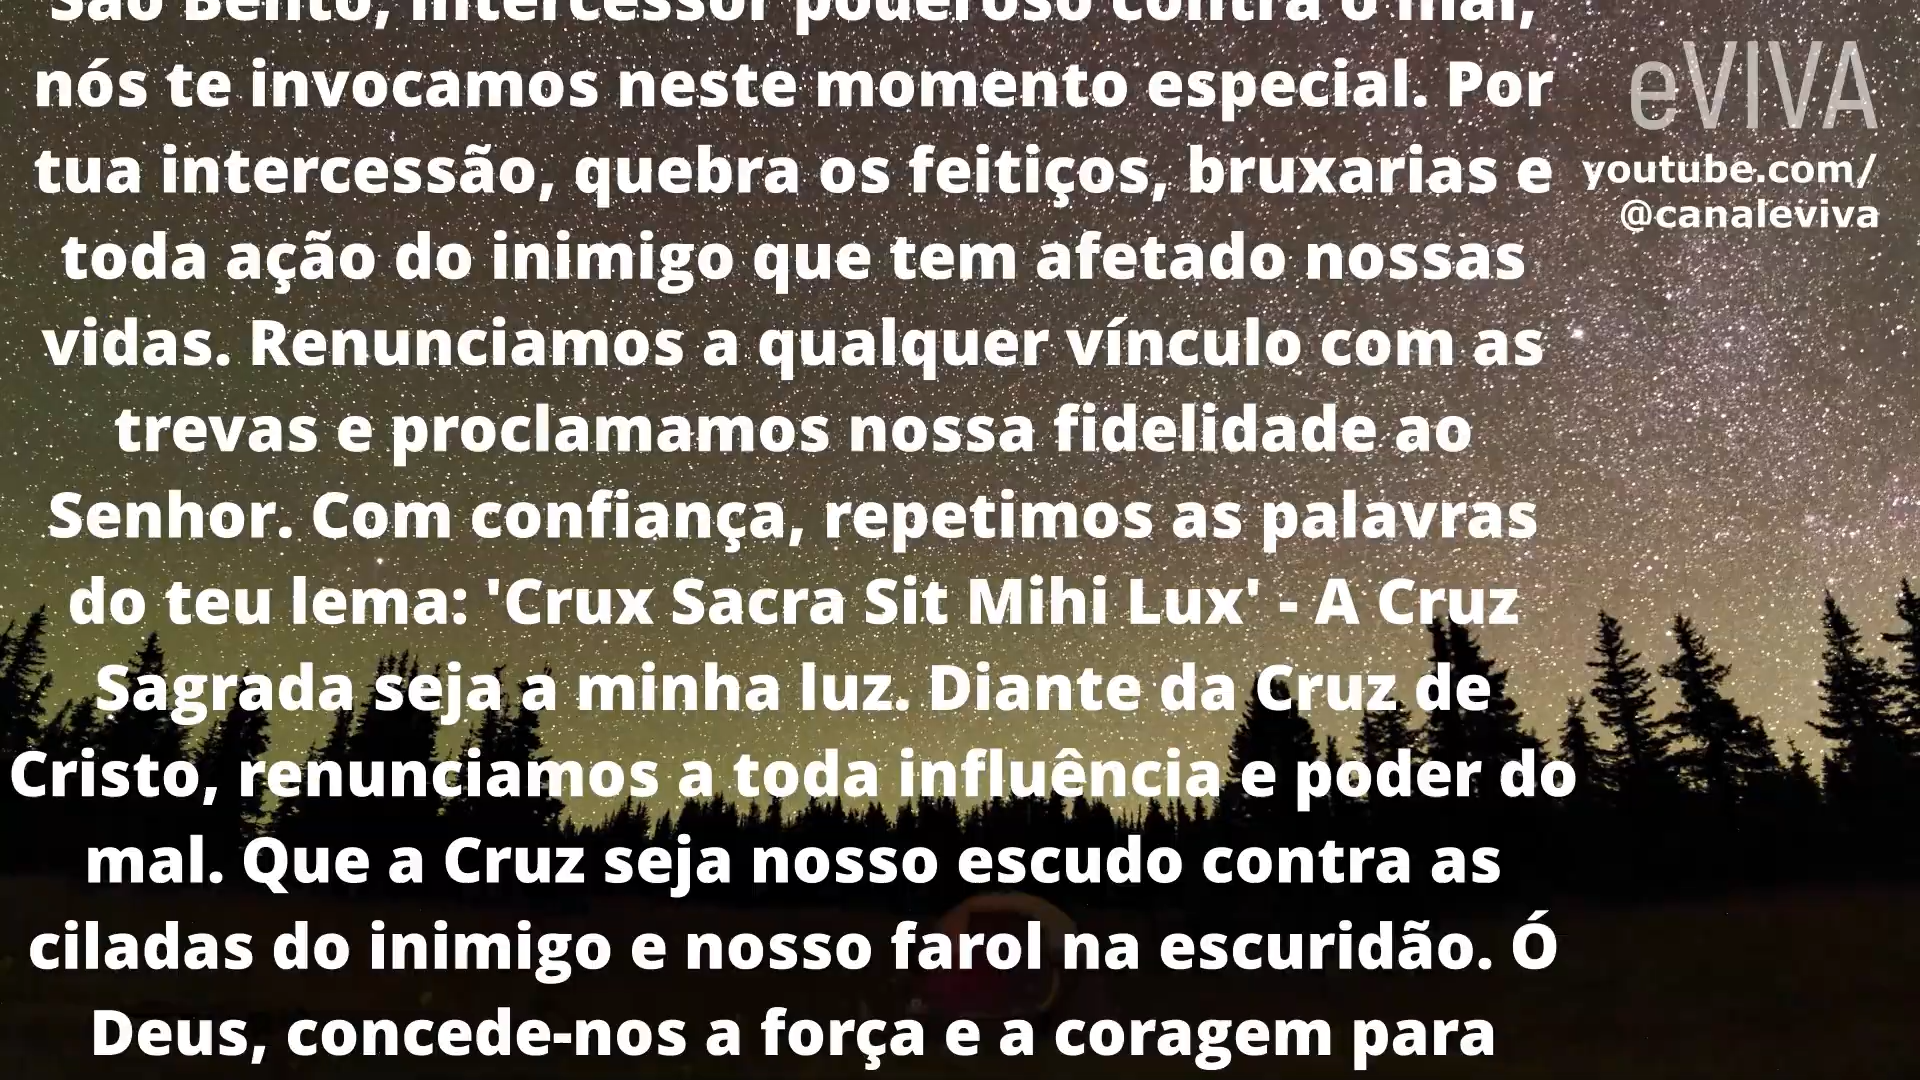 São Bento, intercessor poderoso contra o mal,
nós te invocamos neste momento especial. Por
tua intercessão, quebra os feitiços, bruxarias e
toda ação do inimigo que tem afetado nossas
vidas. Renunciamos a qualquer vínculo com as
trevas e proclamamos nossa fidelidade ao
Senhor. Com confiança, repetimos as palavras
do teu lema: 'Crux Sacra Sit Mihi Lux' - A Cruz
Sagrada seja a minha luz. Diante da Cruz de
Cristo, renunciamos a toda influência e poder do
mal. Que a Cruz seja nosso escudo contra as
ciladas do inimigo e nosso farol na escuridão. Ó
Deus, concede-nos a força e a coragem para
eVIVA
youtube.com/
@canaleviva